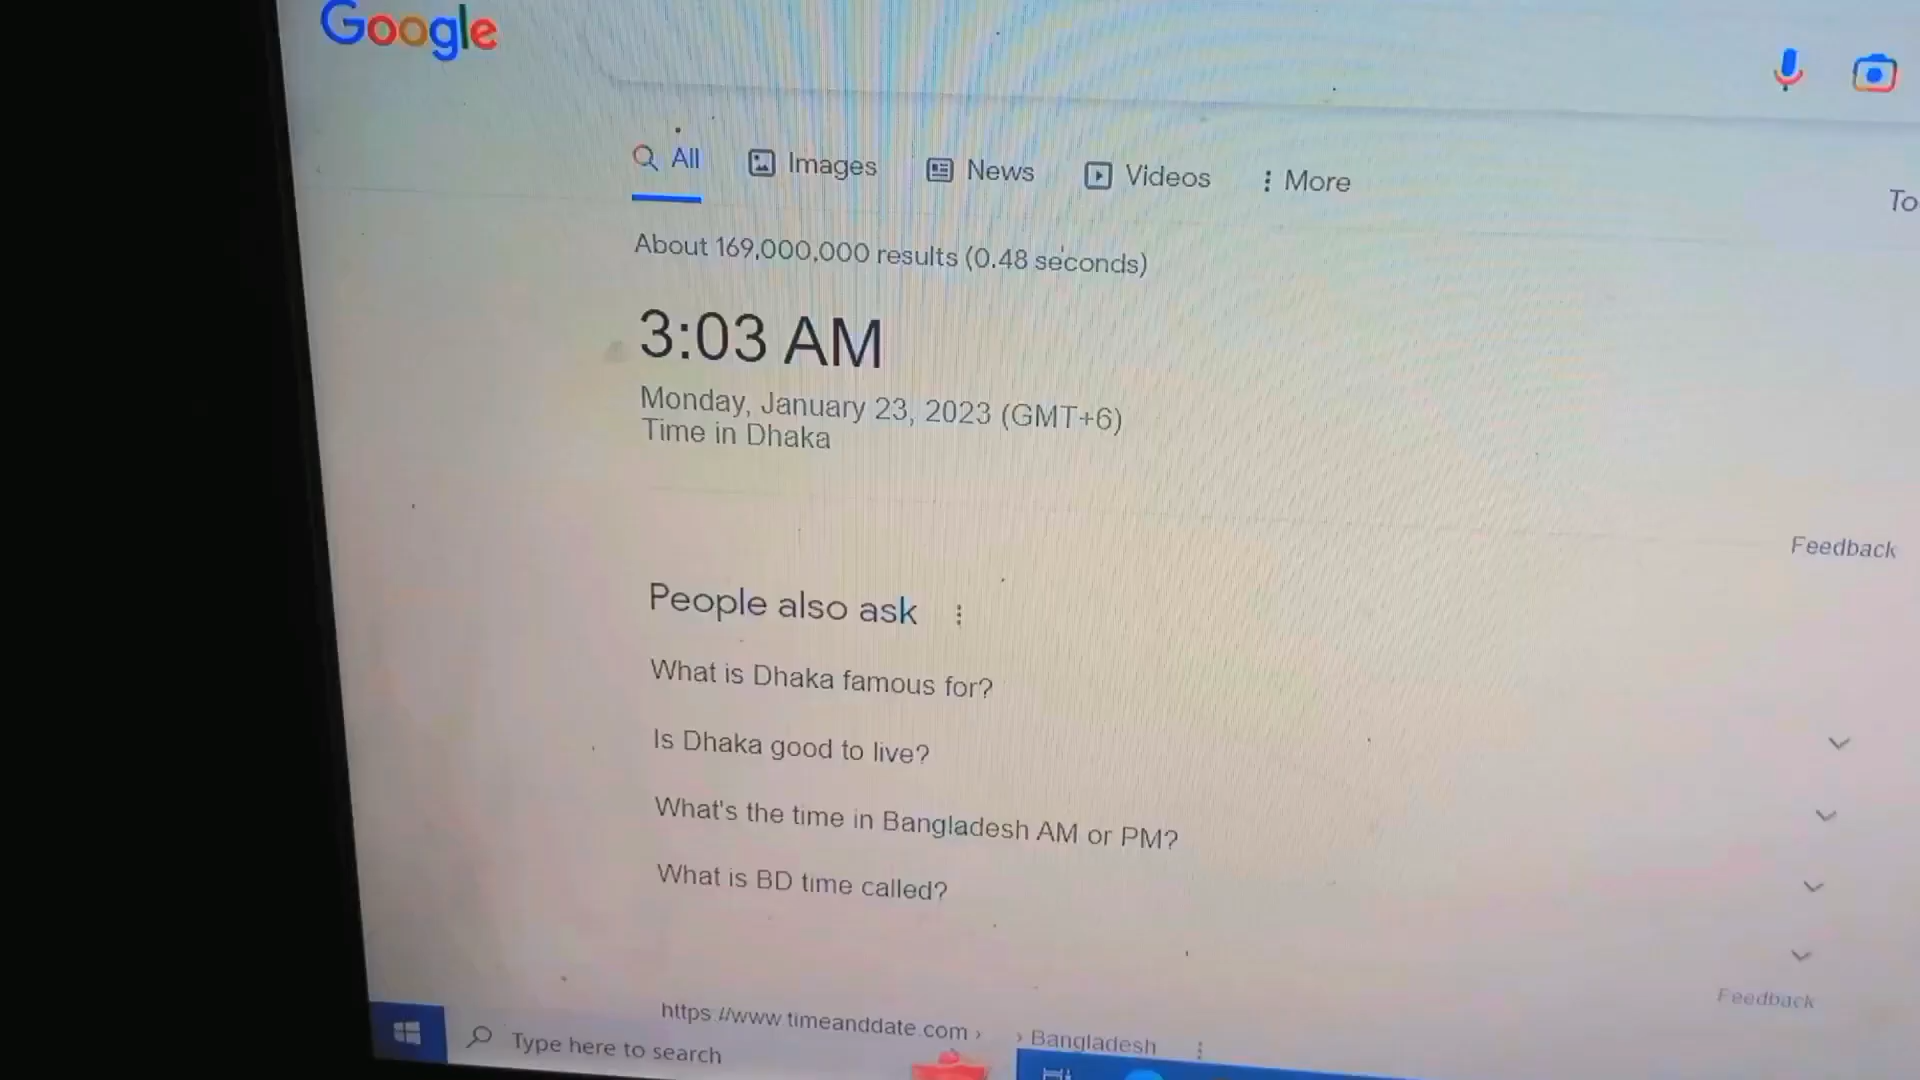 Google
All Images News Videos More
To
About 169,000,000 results (0.48 seconds)
3:03 AM
Monday, January 23, 2023 (GMT+6)
Time in Dhaka
Feedback
People also ask
What is Dhaka famous for?
Is Dhaka good to live?
What's the time in Bangladesh AM or PM?
What is BD time called?
Feedback
https://www.timeanddate.com › › Bangladesh
Type here to search